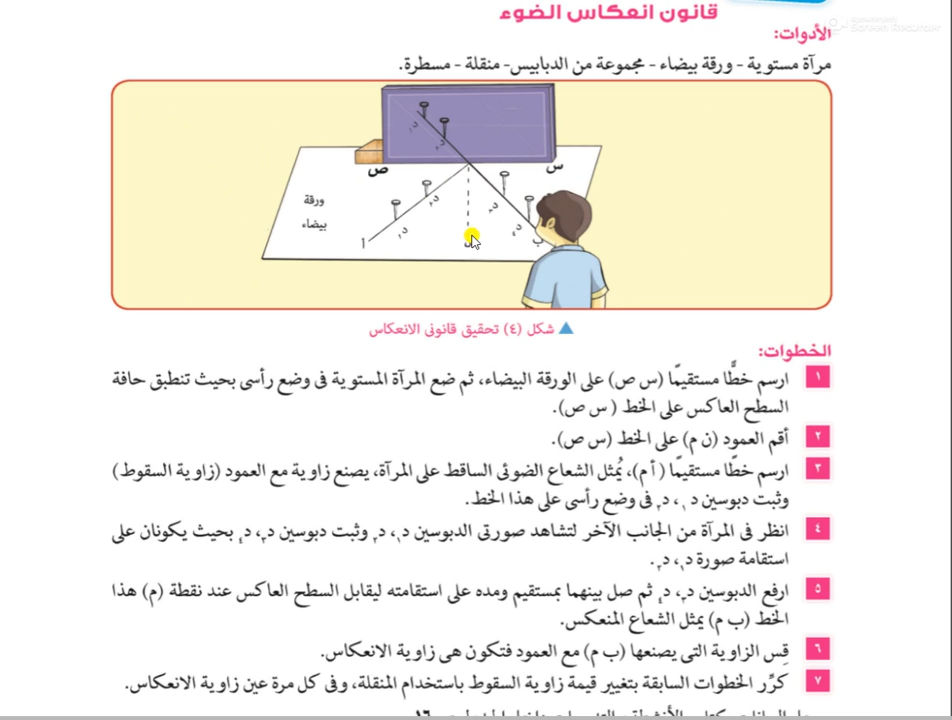 قانون انعكاس الضوء
الأدوات:
مرآة مستوية - ورقة بيضاء - مجموعة من الدبابيس- منقلة - مسطرة.
ص
س
ورقة
بيضاء
د١
د٢
د٢
د٣
د١
د٤
أ
ب
شكل (٤) تحقيق قانونى الانعكاس
الخطوات:
١ ارسم خطًّا مستقيمًا (س ص) على الورقة البيضاء، ثم ضع المرآة المستوية فى وضع رأسى بحيث تنطبق حافة
السطح العاكس على الخط ( س ص).
٢ أقم العمود (ن م) على الخط (س ص).
٣ ارسم خطًا مستقيمًا ( أ م)، يُمثل الشعاع الضوئى الساقط على المرآة، يصنع زاوية مع العمود (زاوية السقوط)
وثبت دبوسين د١، د٢ فى وضع رأسى على هذا الخط.
٤ انظر فى المرآة من الجانب الآخر لتشاهد صورتى الدبوسين د١، د٢ وثبت دبوسين د٣، د٤ بحيث يكونان على
استقامة صورة د١، د٢.
٥ ارفع الدبوسين د٣، د٤ ثم صل بينهما بمستقيم ومده على استقامته ليقابل السطح العاكس عند نقطة (م) هذا
الخط (ب م) يمثل الشعاع المنعكس.
٦ قِس الزاوية التى يصنعها (ب م) مع العمود فتكون هى زاوية الانعكاس.
٧ كرِّر الخطوات السابقة بتغيير قيمة زاوية السقوط باستخدام المنقلة، وفى كل مرة عين زاوية الانعكاس.